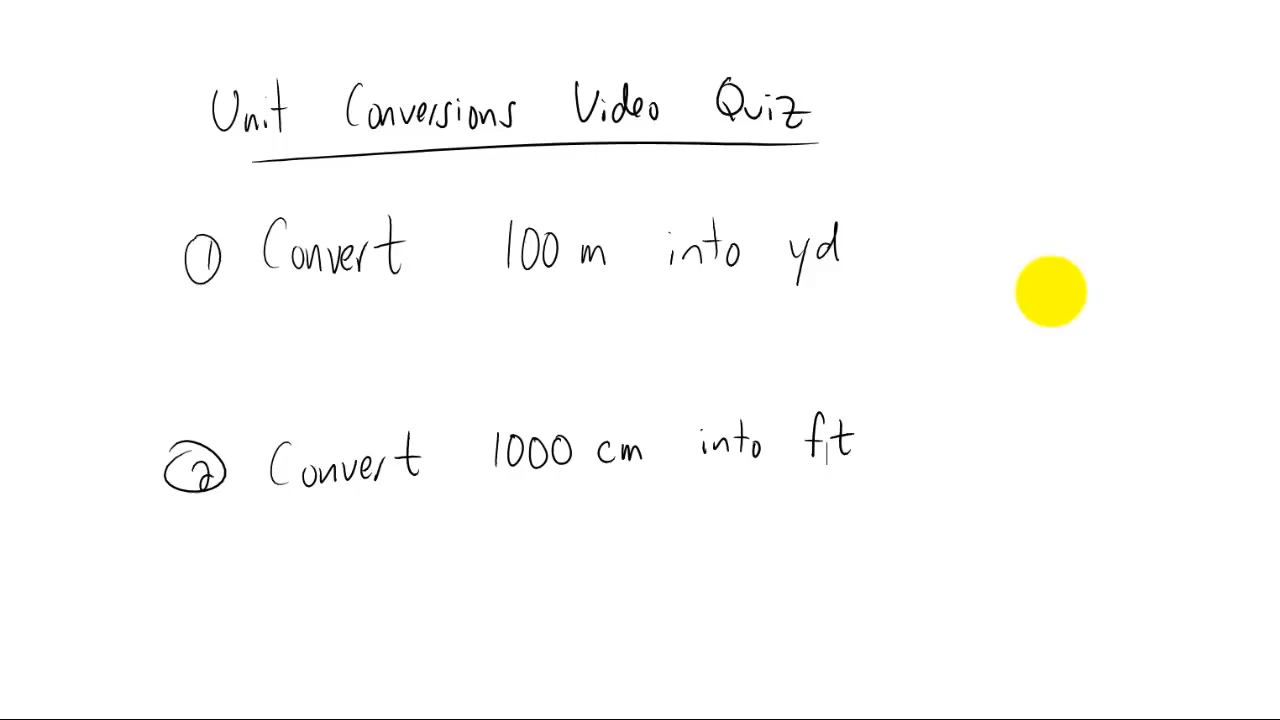 Unit Conversions Video Quiz
① Convert 100 m into yd
② Convert 1000 cm into ft